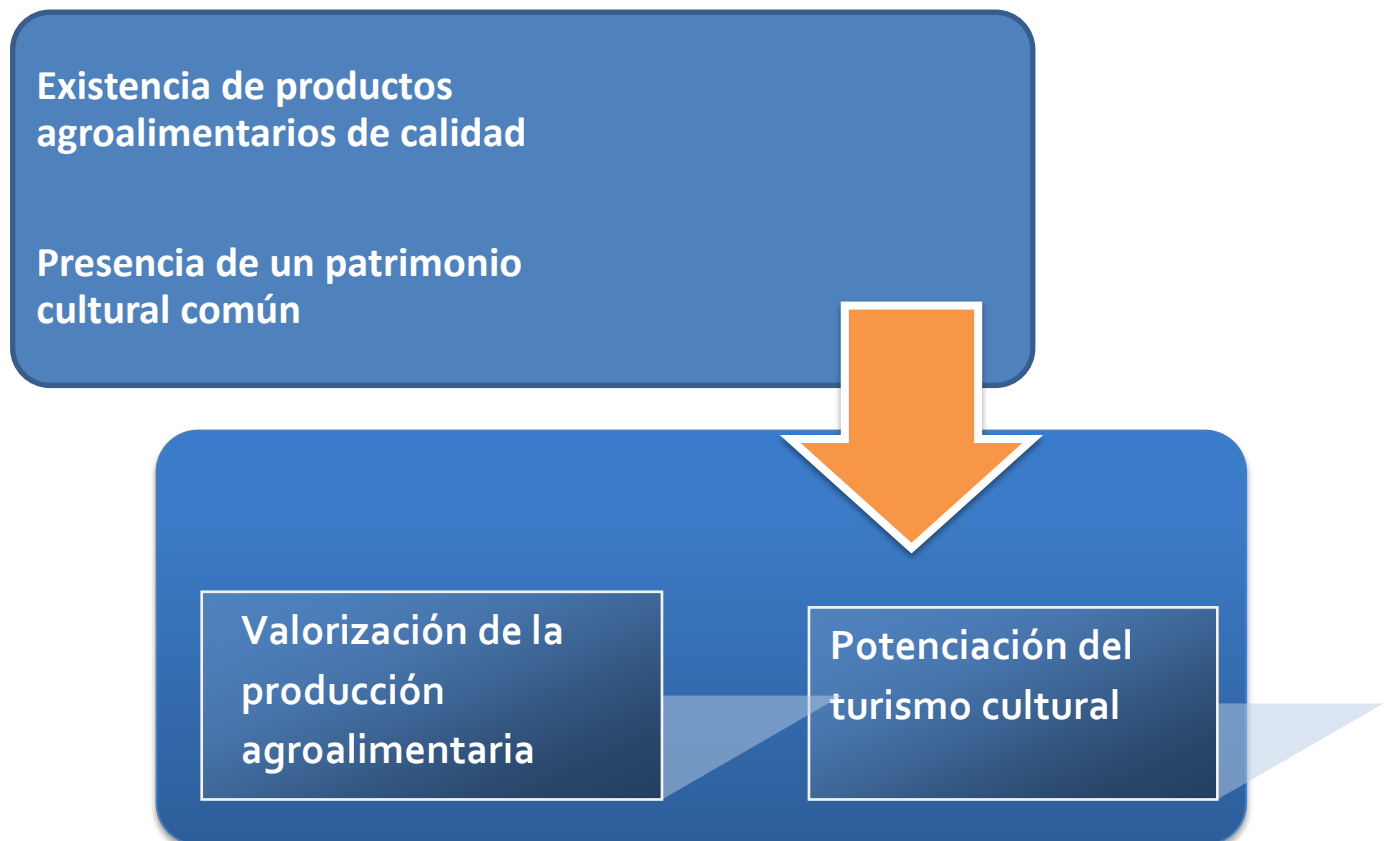 Existencia de productos
agroalimentarios de calidad
Presencia de un patrimonio
cultural común
Valorización de la
producción
agroalimentaria
Potenciación del
turismo cultural